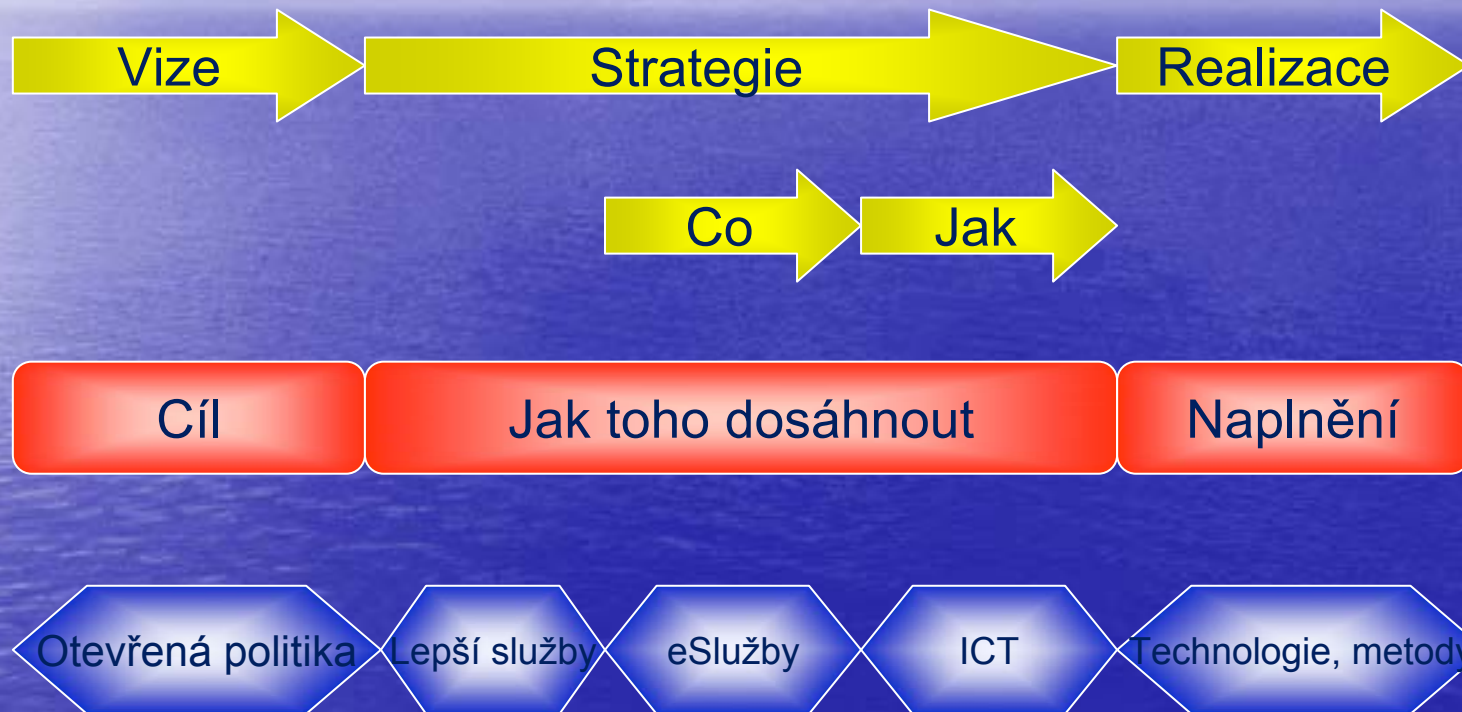 Vize
Strategie
Realizace
Co
Jak
Cíl
Jak toho dosáhnout
Naplnění
Otevřená politika
Lepší služby
eSlužby
ICT
Technologie, metody